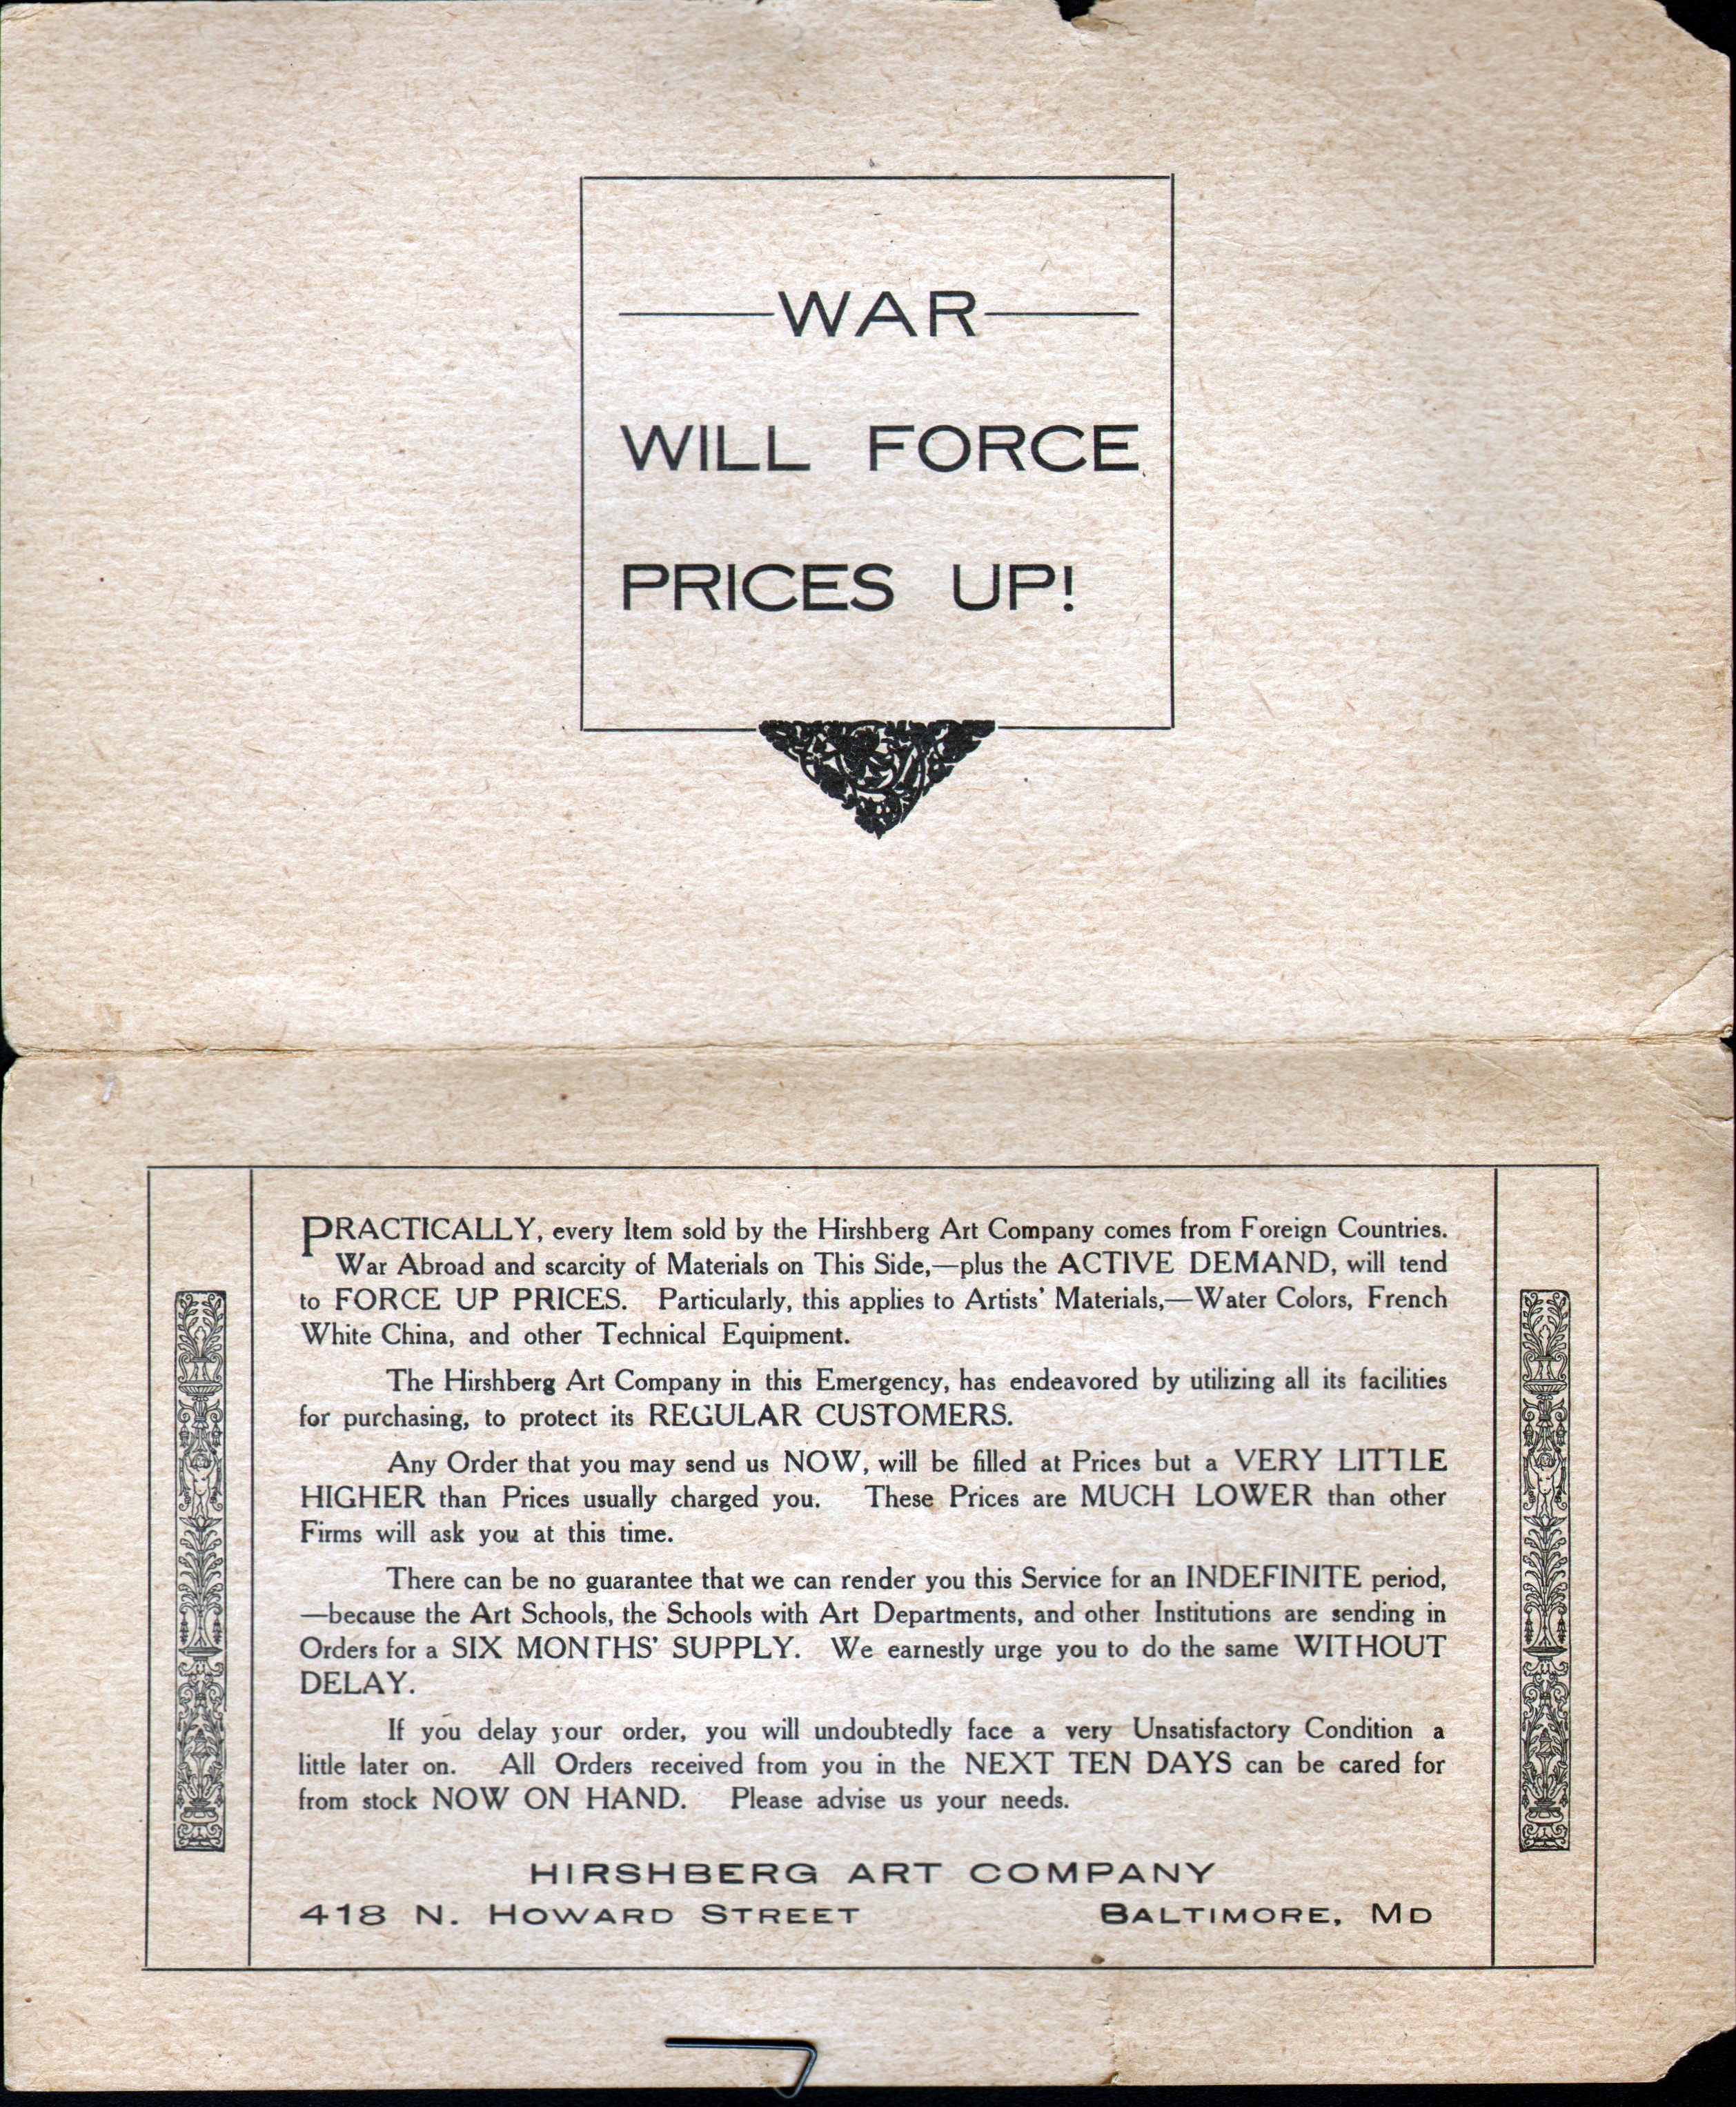 WAR
WILL FORCE
PRICES UP!
PRACTICALLY, every Item sold by the Hirshberg Art Company comes from Foreign Countries.
War Abroad and scarcity of Materials on This Side,—plus the ACTIVE DEMAND, will tend
to FORCE UP PRICES. Particularly, this applies to Artists' Materials,—Water Colors, French
White China, and other Technical Equipment.
The Hirshberg Art Company in this Emergency, has endeavored by utilizing all its facilities
for purchasing, to protect its REGULAR CUSTOMERS.
Any Order that you may send us NOW, will be filled at Prices but a VERY LITTLE
HIGHER than Prices usually charged you. These Prices are MUCH LOWER than other
Firms will ask you at this time.
There can be no guarantee that we can render you this Service for an INDEFINITE period,
—because the Art Schools, the Schools with Art Departments, and other Institutions are sending in
Orders for a SIX MONTHS' SUPPLY. We earnestly urge you to do the same WITHOUT
DELAY.
If you delay your order, you will undoubtedly face a very Unsatisfactory Condition a
little later on. All Orders received from you in the NEXT TEN DAYS can be cared for
from stock NOW ON HAND. Please advise us your needs.
HIRSHBERG ART COMPANY
418 N. HOWARD STREET BALTIMORE, MD